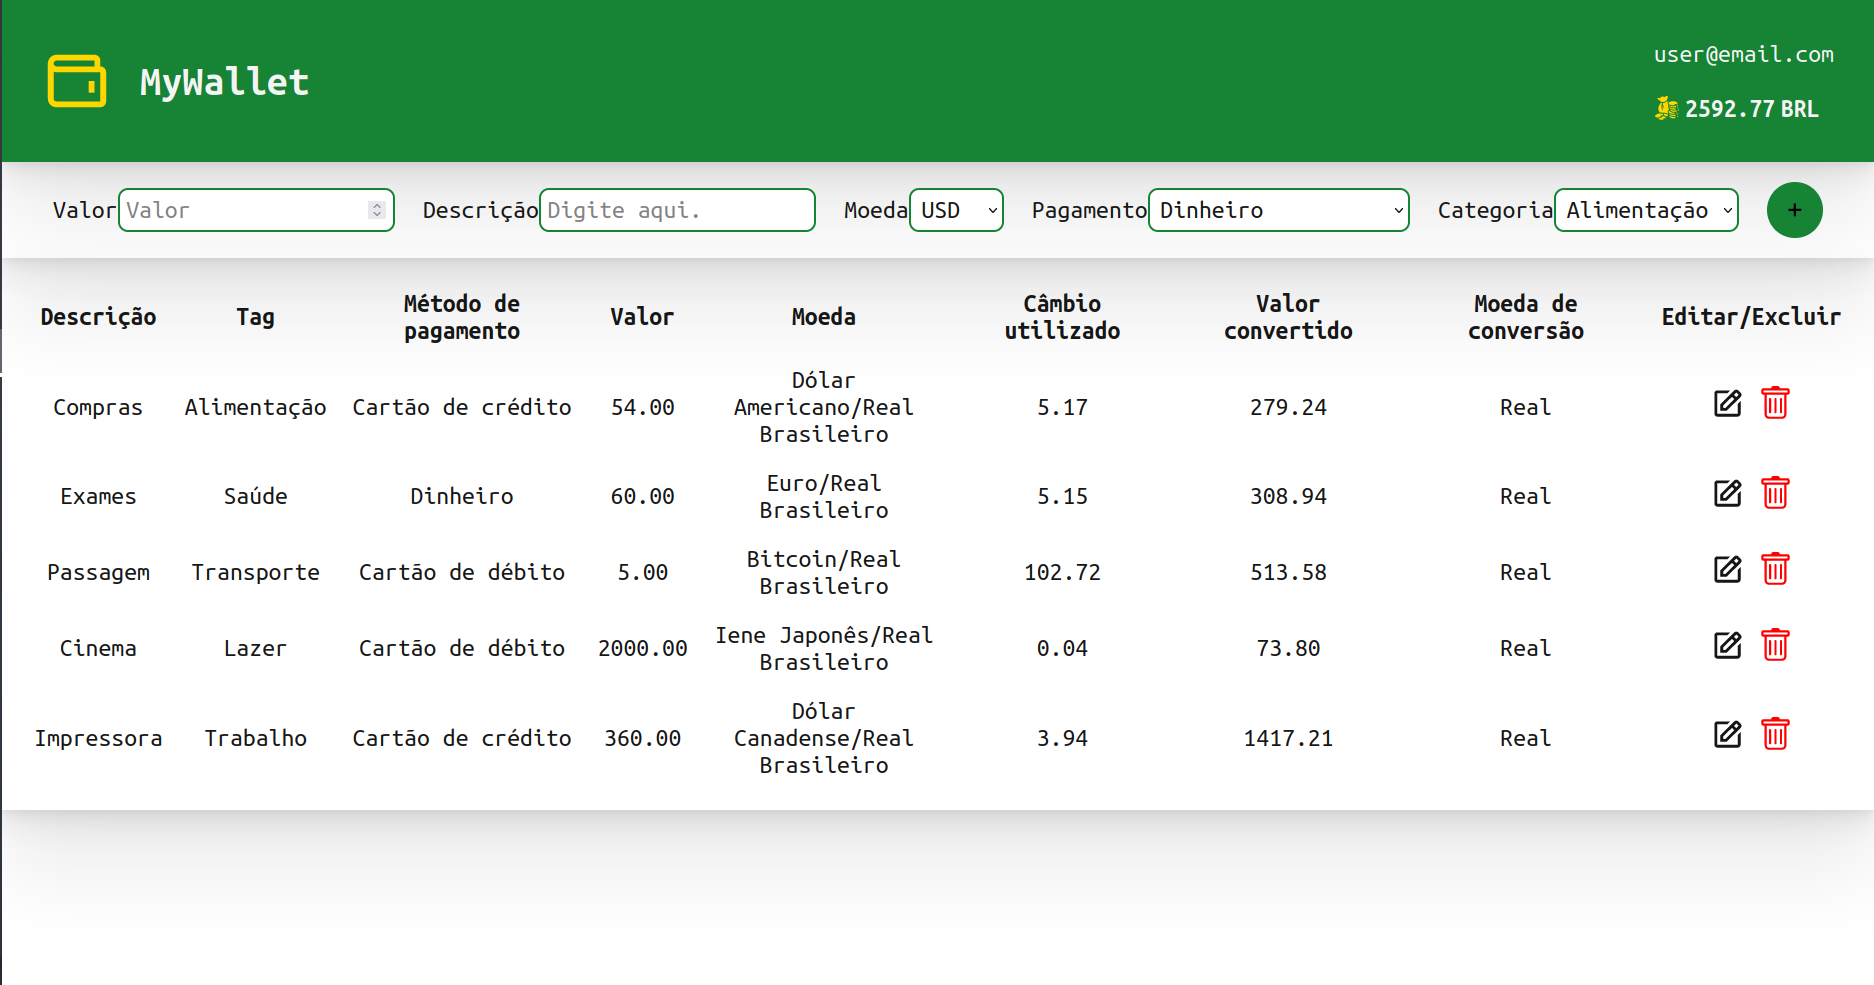 MyWallet
user@email.com
2592.77 BRL
Valor Valor Descrição Digite aqui. Moeda USD Pagamento Dinheiro Categoria Alimentação +
Descrição Tag Método de pagamento Valor Moeda Câmbio utilizado Valor convertido Moeda de conversão Editar/Excluir
Compras Alimentação Cartão de crédito 54.00 Dólar Americano/Real Brasileiro 5.17 279.24 Real
Exames Saúde Dinheiro 60.00 Euro/Real Brasileiro 5.15 308.94 Real
Passagem Transporte Cartão de débito 5.00 Bitcoin/Real Brasileiro 102.72 513.58 Real
Cinema Lazer Cartão de débito 2000.00 Iene Japonês/Real Brasileiro 0.04 73.80 Real
Impressora Trabalho Cartão de crédito 360.00 Dólar Canadense/Real Brasileiro 3.94 1417.21 Real